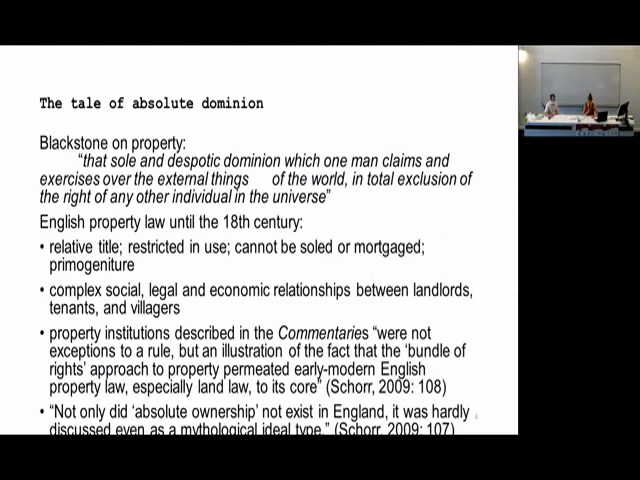 The tale of absolute dominion
Blackstone on property:
“that sole and despotic dominion which one man claims and
exercises over the external things of the world, in total exclusion of
the right of any other individual in the universe”
English property law until the 18th century:
• relative title; restricted in use; cannot be soled or mortgaged;
primogeniture
• complex social, legal and economic relationships between landlords,
tenants, and villagers
• property institutions described in the Commentaries “were not
exceptions to a rule, but an illustration of the fact that the ‘bundle of
rights’ approach to property permeated early-modern English
property law, especially land law, to its core” (Schorr, 2009: 108)
• “Not only did ‘absolute ownership’ not exist in England, it was hardly
discussed even as a mythological ideal type.” (Schorr, 2009: 107)
4